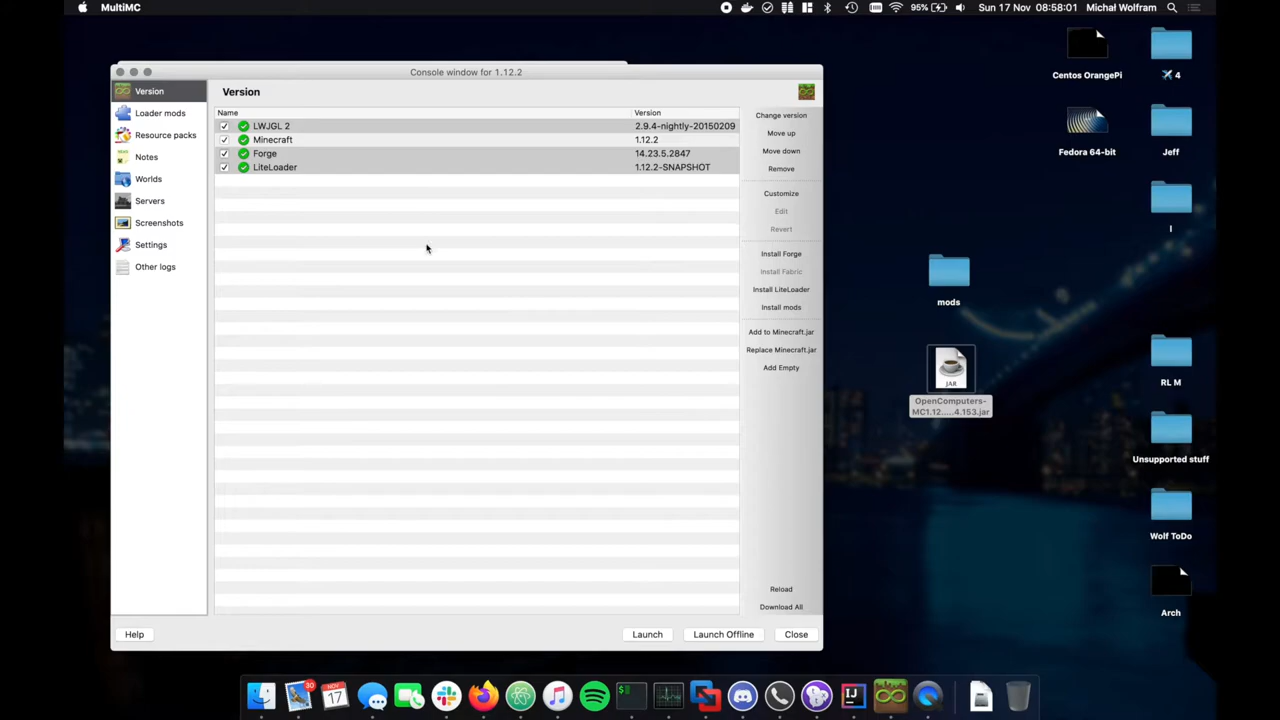 MultiMC
95%
Sun 17 Nov 08:58:01
Michał Wolfram
Console window for 1.12.2
Version
Loader mods
Resource packs
Notes
Worlds
Servers
Screenshots
Settings
Other logs
Version
Name
Version
LWJGL 2
2.9.4-nightly-20150209
Minecraft
1.12.2
Forge
14.23.5.2847
LiteLoader
1.12.2-SNAPSHOT
Change version
Move up
Move down
Remove
Customize
Edit
Revert
Install Forge
Install Fabric
Install LiteLoader
Install mods
Add to Minecraft.jar
Replace Minecraft.jar
Add Empty
Reload
Download All
Help
Launch
Launch Offline
Close
Centos OrangePi
4
Fedora 64-bit
Jeff
I
mods
JAR
OpenComputers-
MC1.12.....4.153.jar
RL M
Unsupported stuff
Wolf ToDo
Arch
30
NOV
17
$
IJ
JAR